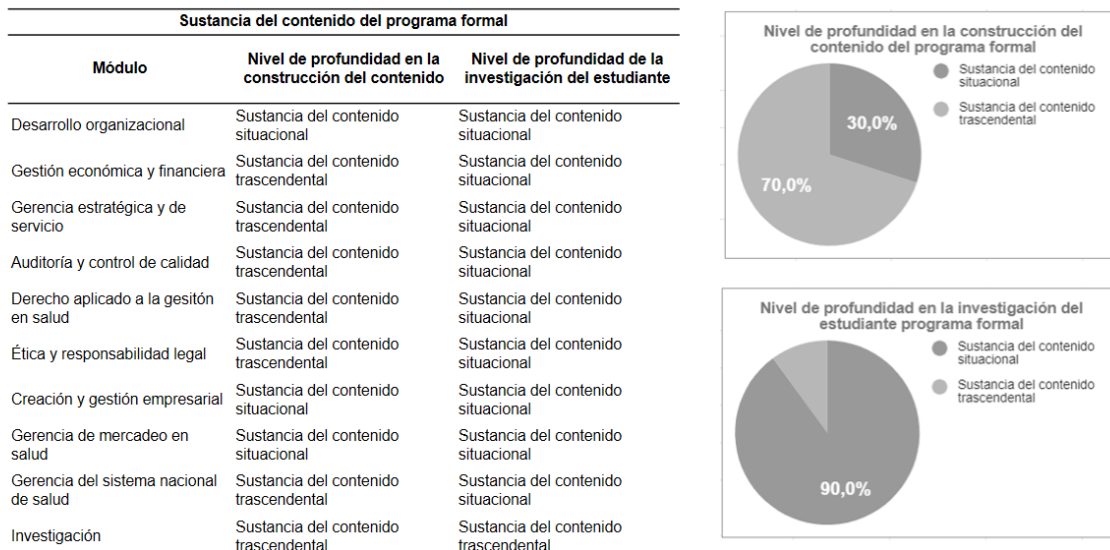 Sustancia del contenido del programa formal
Módulo
Nivel de profundidad en la
construcción del contenido
Nivel de profundidad de la
investigación del estudiante
Desarrollo organizacional
Sustancia del contenido
situacional
Sustancia del contenido
situacional
Gestión económica y financiera
Sustancia del contenido
trascendental
Sustancia del contenido
situacional
Gerencia estratégica y de
servicio
Sustancia del contenido
trascendental
Sustancia del contenido
situacional
Auditoría y control de calidad
Sustancia del contenido
trascendental
Sustancia del contenido
situacional
Derecho aplicado a la gesitón
en salud
Sustancia del contenido
trascendental
Sustancia del contenido
situacional
Ética y responsabilidad legal
Sustancia del contenido
trascendental
Sustancia del contenido
situacional
Creación y gestión empresarial
Sustancia del contenido
situacional
Sustancia del contenido
situacional
Gerencia de mercadeo en
salud
Sustancia del contenido
situacional
Sustancia del contenido
situacional
Gerencia del sistema nacional
de salud
Sustancia del contenido
trascendental
Sustancia del contenido
situacional
Investigación
Sustancia del contenido
trascendental
Sustancia del contenido
trascendental
Nivel de profundidad en la construcción del
contenido del programa formal
Sustancia del contenido
situacional
Sustancia del contenido
trascendental
30,0%
70,0%
Nivel de profundidad en la investigación del
estudiante programa formal
Sustancia del contenido
situacional
Sustancia del contenido
trascendental
90,0%